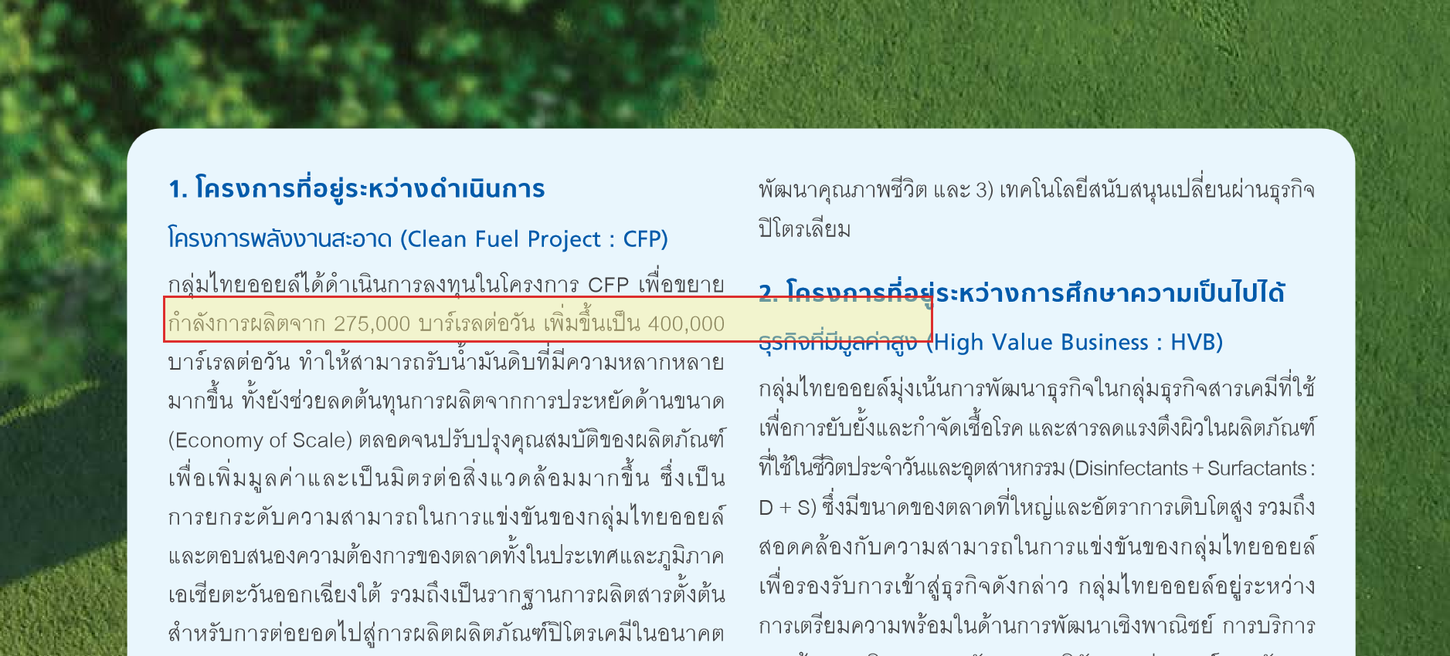 1. โครงการที่อยู่ระหว่างดำเนินการ
โครงการพลังงานสะอาด (Clean Fuel Project : CFP)
กลุ่มไทยออยล์ได้ดำเนินการลงทุนในโครงการ CFP เพื่อขยาย
กำลังการผลิตจาก 275,000 บาร์เรลต่อวัน เพิ่มขึ้นเป็น 400,000
บาร์เรลต่อวัน ทำให้สามารถรับน้ำมันดิบที่มีความหลากหลาย
มากขึ้น ทั้งยังช่วยลดต้นทุนการผลิตจากการประหยัดด้านขนาด
(Economy of Scale) ตลอดจนปรับปรุงคุณสมบัติของผลิตภัณฑ์
เพื่อเพิ่มมูลค่าและเป็นมิตรต่อสิ่งแวดล้อมมากขึ้น ซึ่งเป็น
การยกระดับความสามารถในการแข่งขันของกลุ่มไทยออยล์
และตอบสนองความต้องการของตลาดทั้งในประเทศและภูมิภาค
เอเชียตะวันออกเฉียงใต้ รวมถึงเป็นรากฐานการผลิตสารตั้งต้น
สำหรับการต่อยอดไปสู่การผลิตผลิตภัณฑ์ปิโตรเคมีในอนาคต
พัฒนาคุณภาพชีวิต และ 3) เทคโนโลยีสนับสนุนเปลี่ยนผ่านธุรกิจ
ปิโตรเลียม
2. โครงการที่อยู่ระหว่างการศึกษาความเป็นไปได้
ธุรกิจที่มีมูลค่าสูง (High Value Business : HVB)
กลุ่มไทยออยล์มุ่งเน้นการพัฒนาธุรกิจในกลุ่มธุรกิจสารเคมีที่ใช้
เพื่อการยับยั้งและกำจัดเชื้อโรค และสารลดแรงตึงผิวในผลิตภัณฑ์
ที่ใช้ในชีวิตประจำวันและอุตสาหกรรม (Disinfectants + Surfactants :
D + S) ซึ่งมีขนาดของตลาดที่ใหญ่และอัตราการเติบโตสูง รวมถึง
สอดคล้องกับความสามารถในการแข่งขันของกลุ่มไทยออยล์
เพื่อรองรับการเข้าสู่ธุรกิจดังกล่าว กลุ่มไทยออยล์อยู่ระหว่าง
การเตรียมความพร้อมในด้านการพัฒนาเชิงพาณิชย์ การบริการ